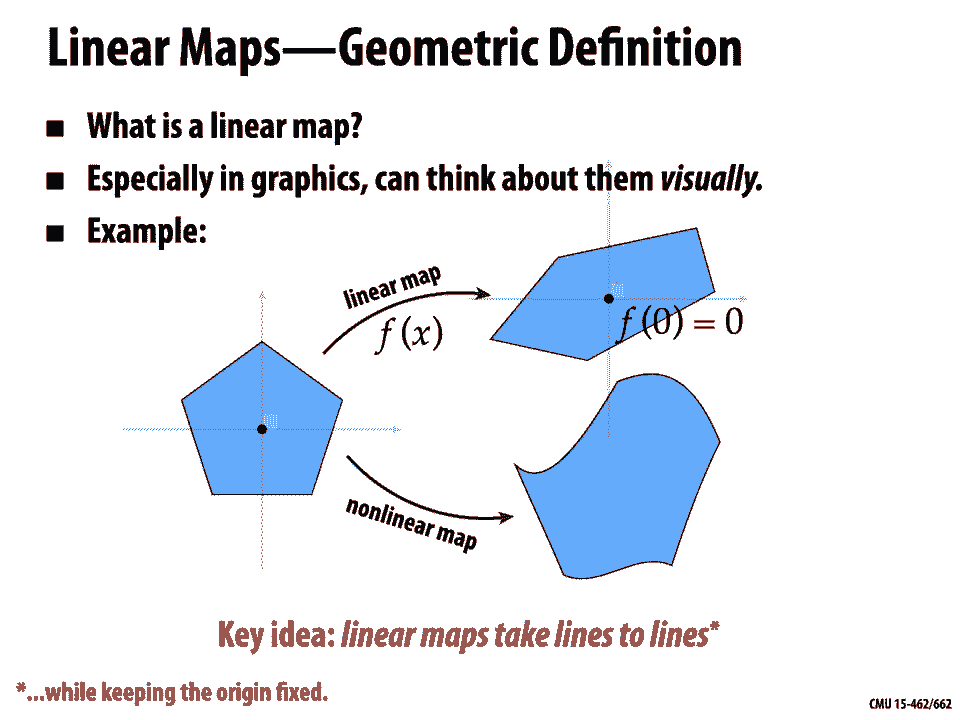 Linear Maps—Geometric Definition
■ What is a linear map?
■ Especially in graphics, can think about them visually.
■ Example:
linear map
f (x)
f (0) = 0
nonlinear map
Key idea: linear maps take lines to lines*
*...while keeping the origin fixed.
CMU 15-462/662